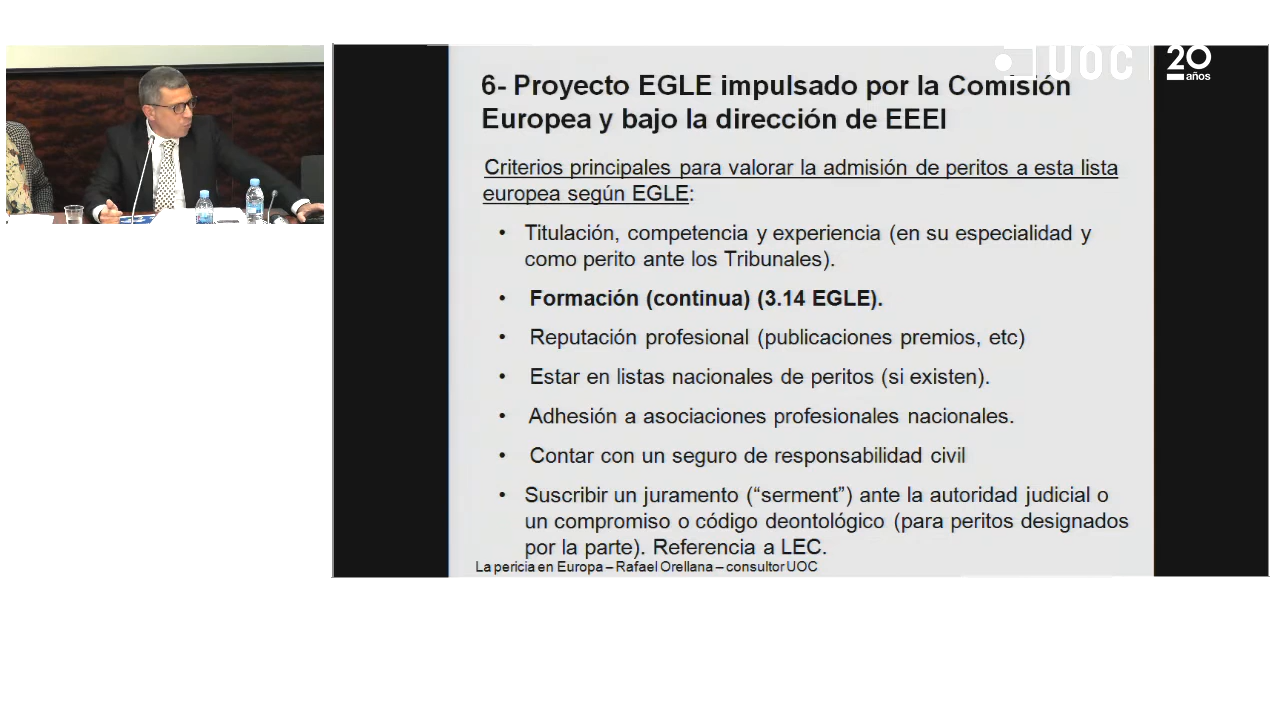 UOC
20
años
6- Proyecto EGLE impulsado por la Comisión
Europea y bajo la dirección de EEEI
Criterios principales para valorar la admisión de peritos a esta lista
europea según EGLE:
• Titulación, competencia y experiencia (en su especialidad y
como perito ante los Tribunales).
• Formación (continua) (3.14 EGLE).
• Reputación profesional (publicaciones premios, etc)
• Estar en listas nacionales de peritos (si existen).
• Adhesión a asociaciones profesionales nacionales.
• Contar con un seguro de responsabilidad civil
• Suscribir un juramento (“serment”) ante la autoridad judicial o
un compromiso o código deontológico (para peritos designados
por la parte). Referencia a LEC.
La pericia en Europa – Rafael Orellana – consultor UOC